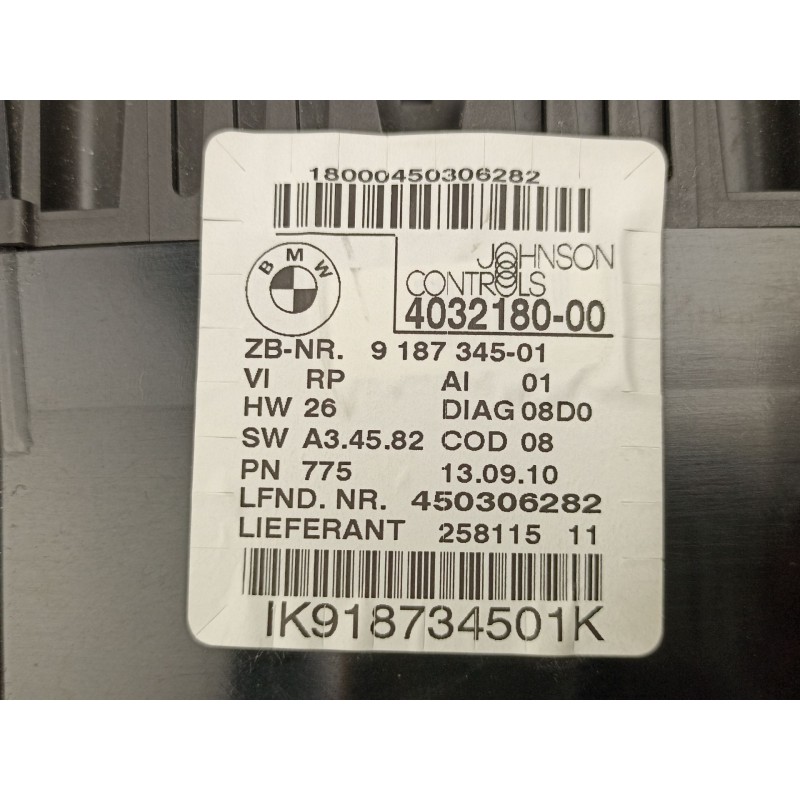 18000450306282
BMW
JOHNSON
CONTROLS
4032180-00
ZB-NR. 9 187 345-01
VI RP AI 01
HW 26 DIAG 08D0
SW A3.45.82 COD 08
PN 775 13.09.10
LFND. NR. 450306282
LIEFERANT 258115 11
IK918734501K